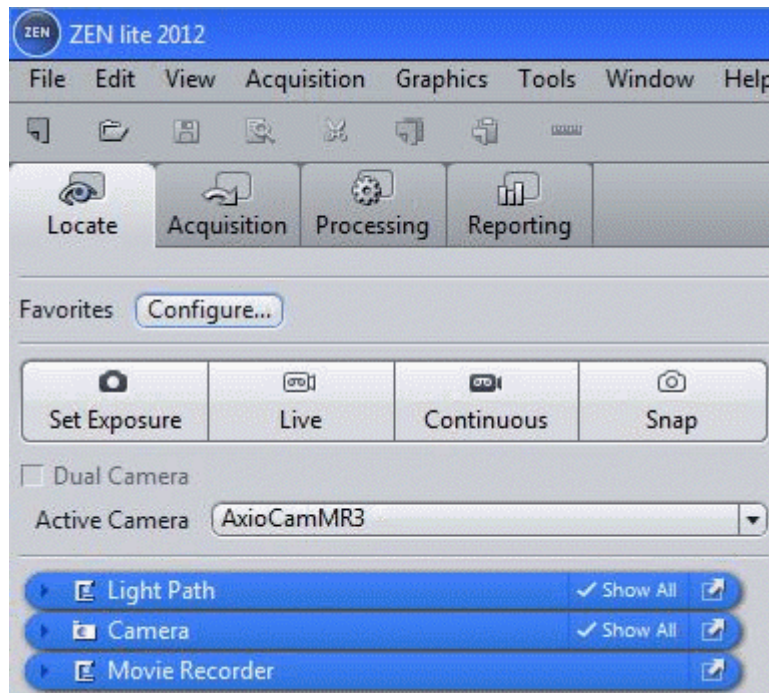 ZEN ZEN lite 2012
File Edit View Acquisition Graphics Tools Window Help
Locate Acquisition Processing Reporting
Favorites Configure...
Set Exposure Live Continuous Snap
Dual Camera
Active Camera AxioCamMR3
Light Path Show All
Camera Show All
Movie Recorder